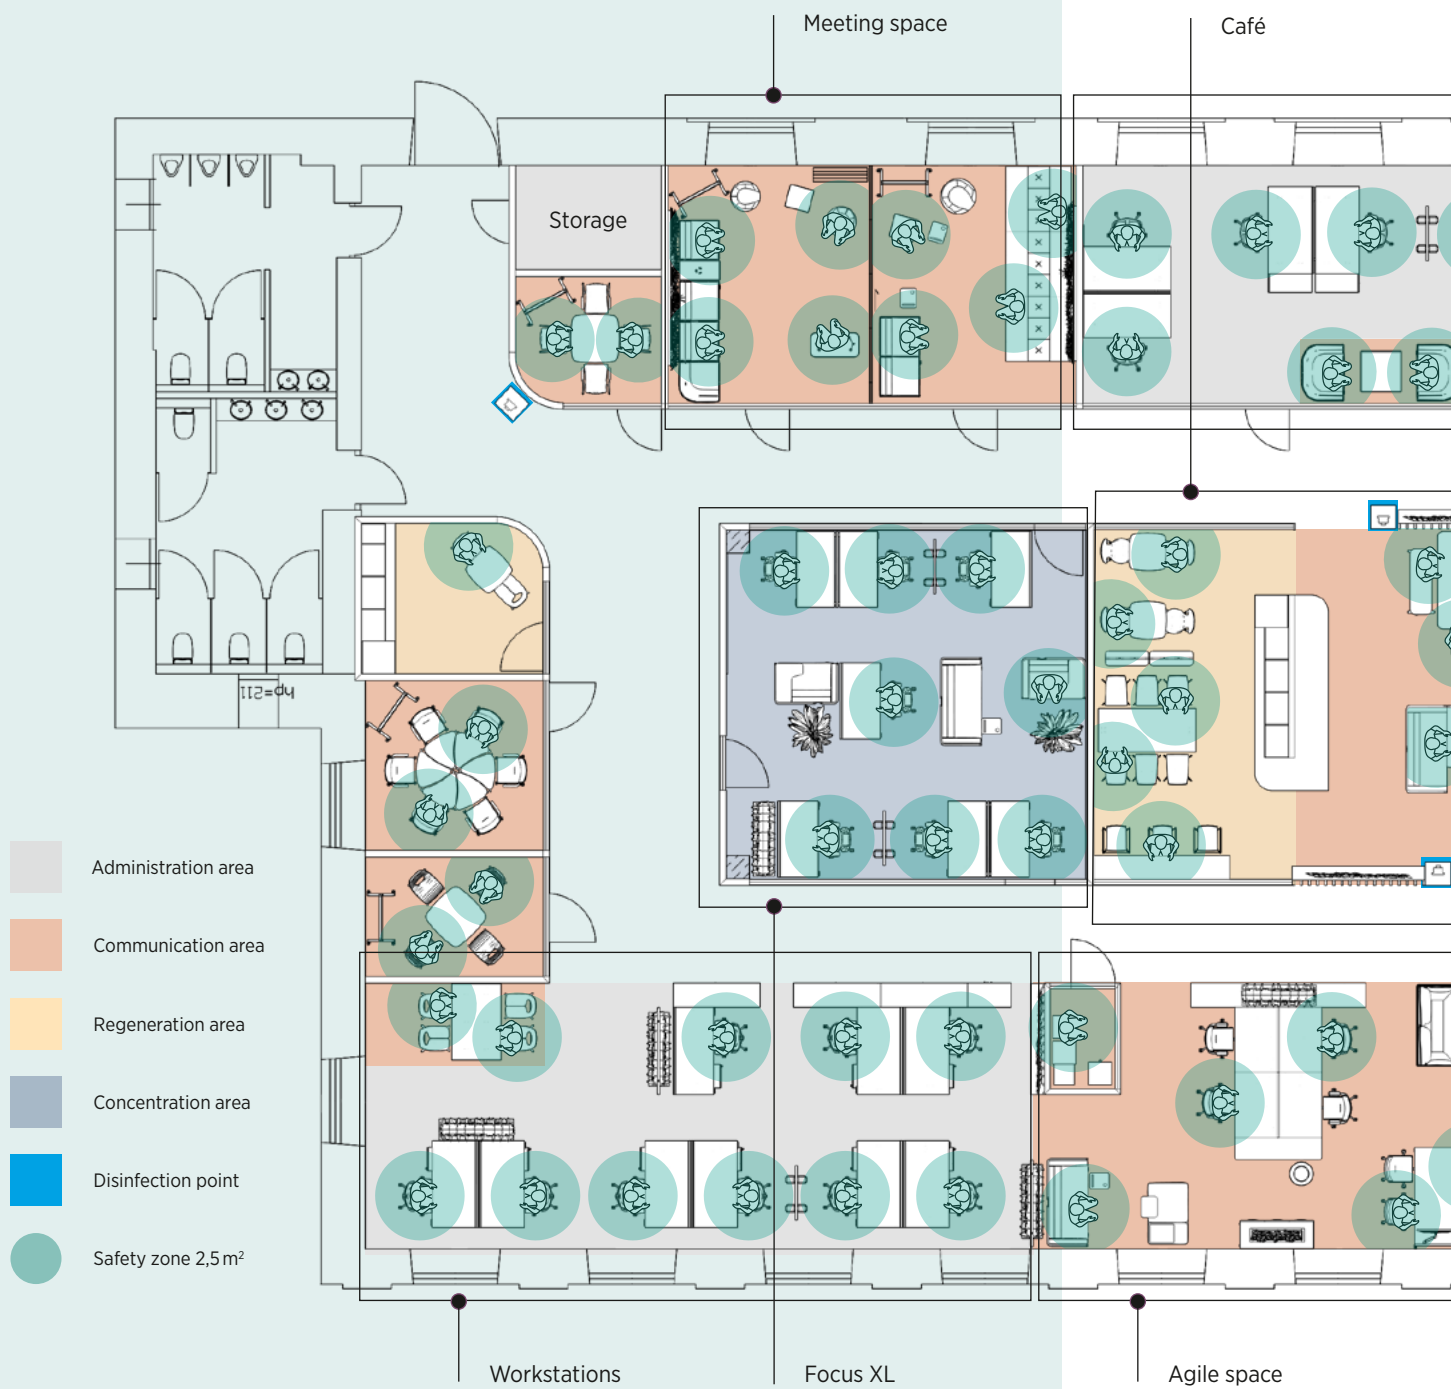 Meeting space
Café
Storage
hp=211
Administration area
Communication area
Regeneration area
Concentration area
Disinfection point
Safety zone 2,5 m²
Workstations
Focus XL
Agile space